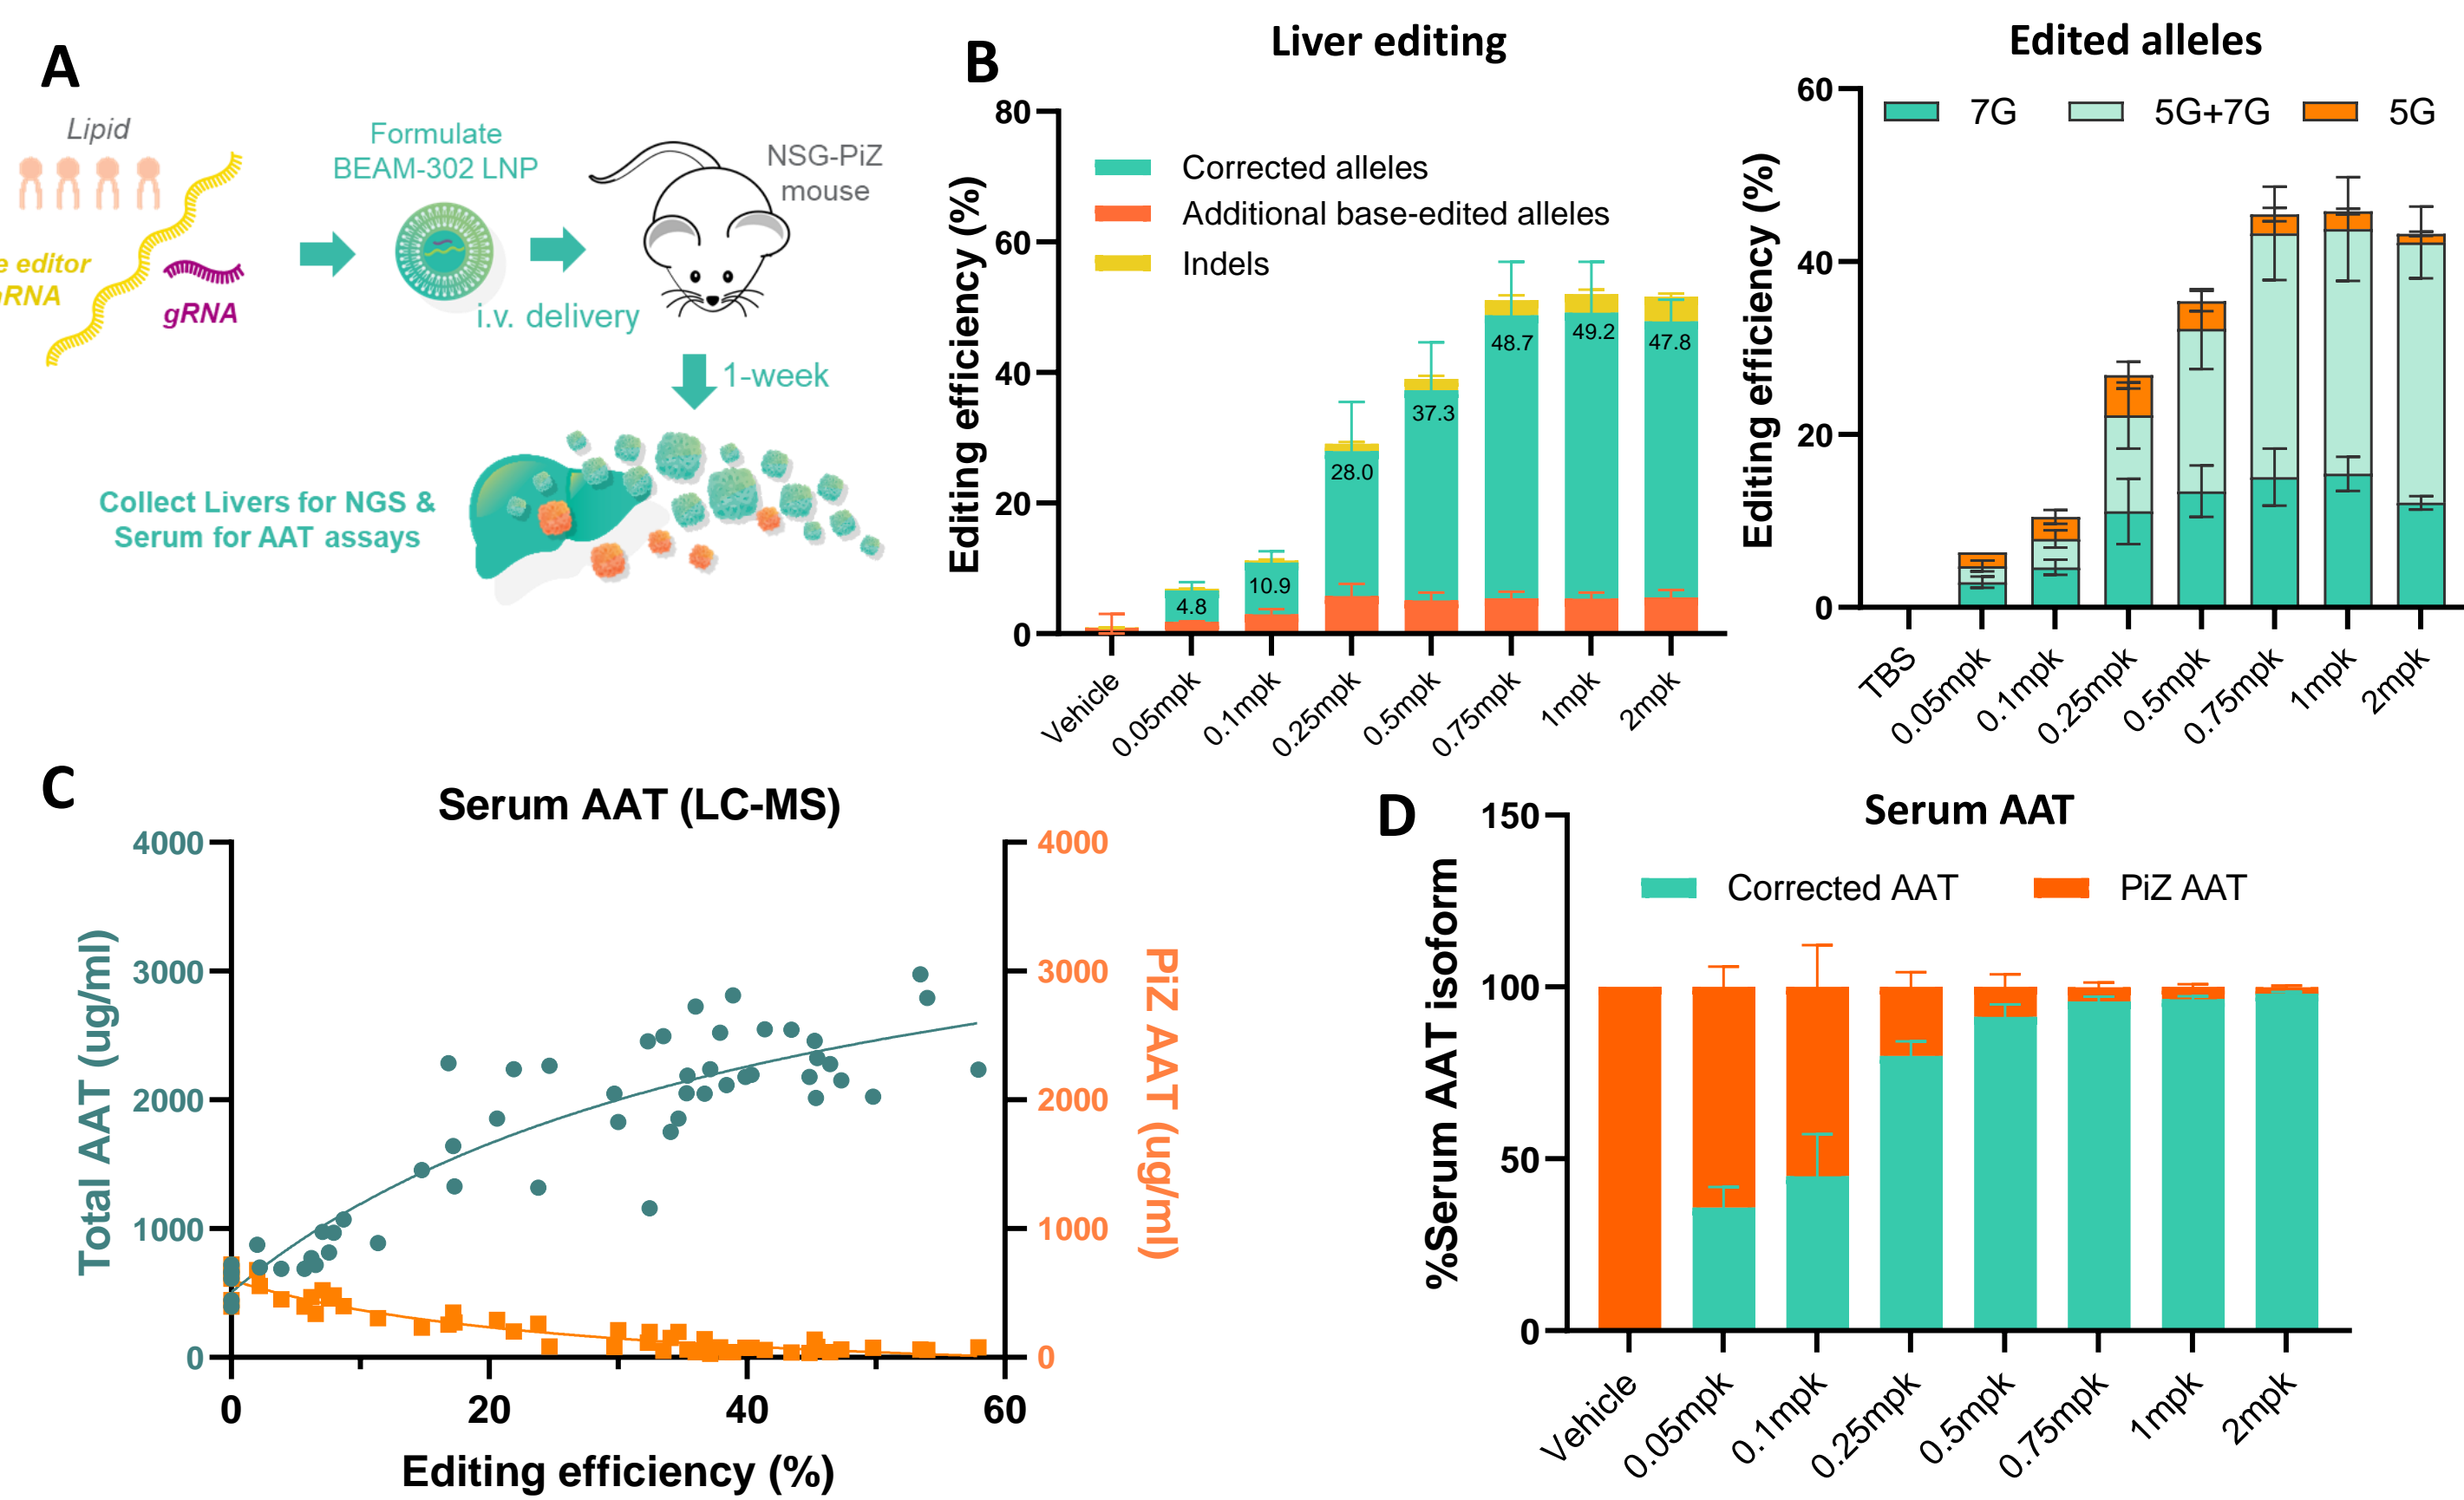 A
Lipid
Formulate
BEAM-302 LNP
NSG-PiZ
mouse
e editor
gRNA
i.v. delivery
1-week
Collect Livers for NGS &
Serum for AAT assays
B
Liver editing
Editing efficiency (%)
80
60
40
20
0
Corrected alleles
Additional base-edited alleles
Indels
4.8
10.9
28.0
37.3
48.7
49.2
47.8
Vehicle
0.05mpk
0.1mpk
0.25mpk
0.5mpk
0.75mpk
1mpk
2mpk
Edited alleles
Editing efficiency (%)
60
40
20
0
7G
5G+7G
5G
TBS
0.05mpk
0.1mpk
0.25mpk
0.5mpk
0.75mpk
1mpk
2mpk
C
Serum AAT (LC-MS)
Total AAT (ug/ml)
4000
3000
2000
1000
0
4000
3000
2000
1000
0
PiZ AAT (ug/ml)
0
20
40
60
Editing efficiency (%)
D
Serum AAT
%Serum AAT isoform
150
100
50
0
Corrected AAT
PiZ AAT
Vehicle
0.05mpk
0.1mpk
0.25mpk
0.5mpk
0.75mpk
1mpk
2mpk